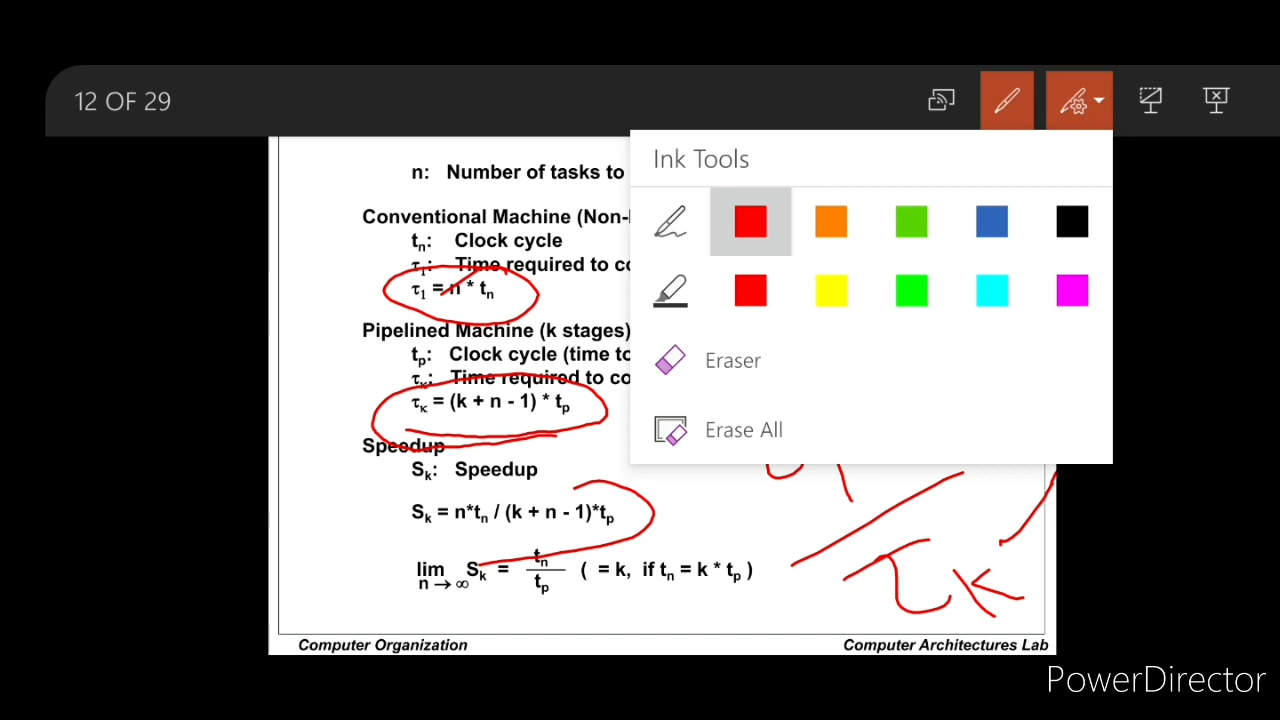 12 OF 29
Ink Tools
Eraser
Erase All
n: Number of tasks to
Conventional Machine (Non-
tn: Clock cycle
τ1: Time required to co
τ1 = n * tn
Pipelined Machine (k stages)
tp: Clock cycle (time to
τκ: Time required to co
τκ = (k + n - 1) * tp
Speedup
Sk: Speedup
Sk = n*tn / (k + n - 1)*tp
lim n → ∞ Sk = tn / tp ( = k, if tn = k * tp )
τK
Computer Organization
Computer Architectures Lab
PowerDirector